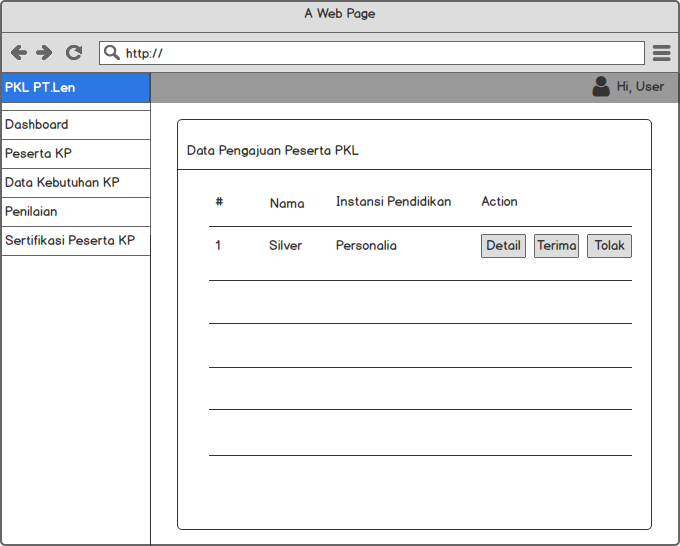 A Web Page
http://
PKL PT.Len
Hi, User
Dashboard
Peserta KP
Data Kebutuhan KP
Penilaian
Sertifikasi Peserta KP
Data Pengajuan Peserta PKL
# Nama Instansi Pendidikan Action
1 Silver Personalia Detail Terima Tolak